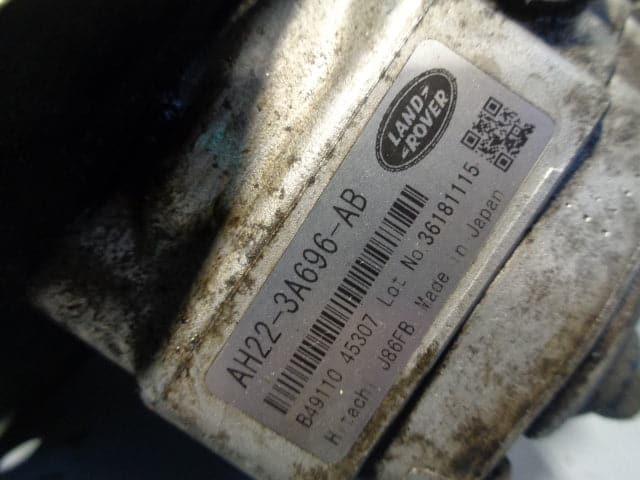 LAND
ROVER
AH22-3A696-AB
B49110 45307 Lot No 36181115
Hitachi J86FB Made in Japan